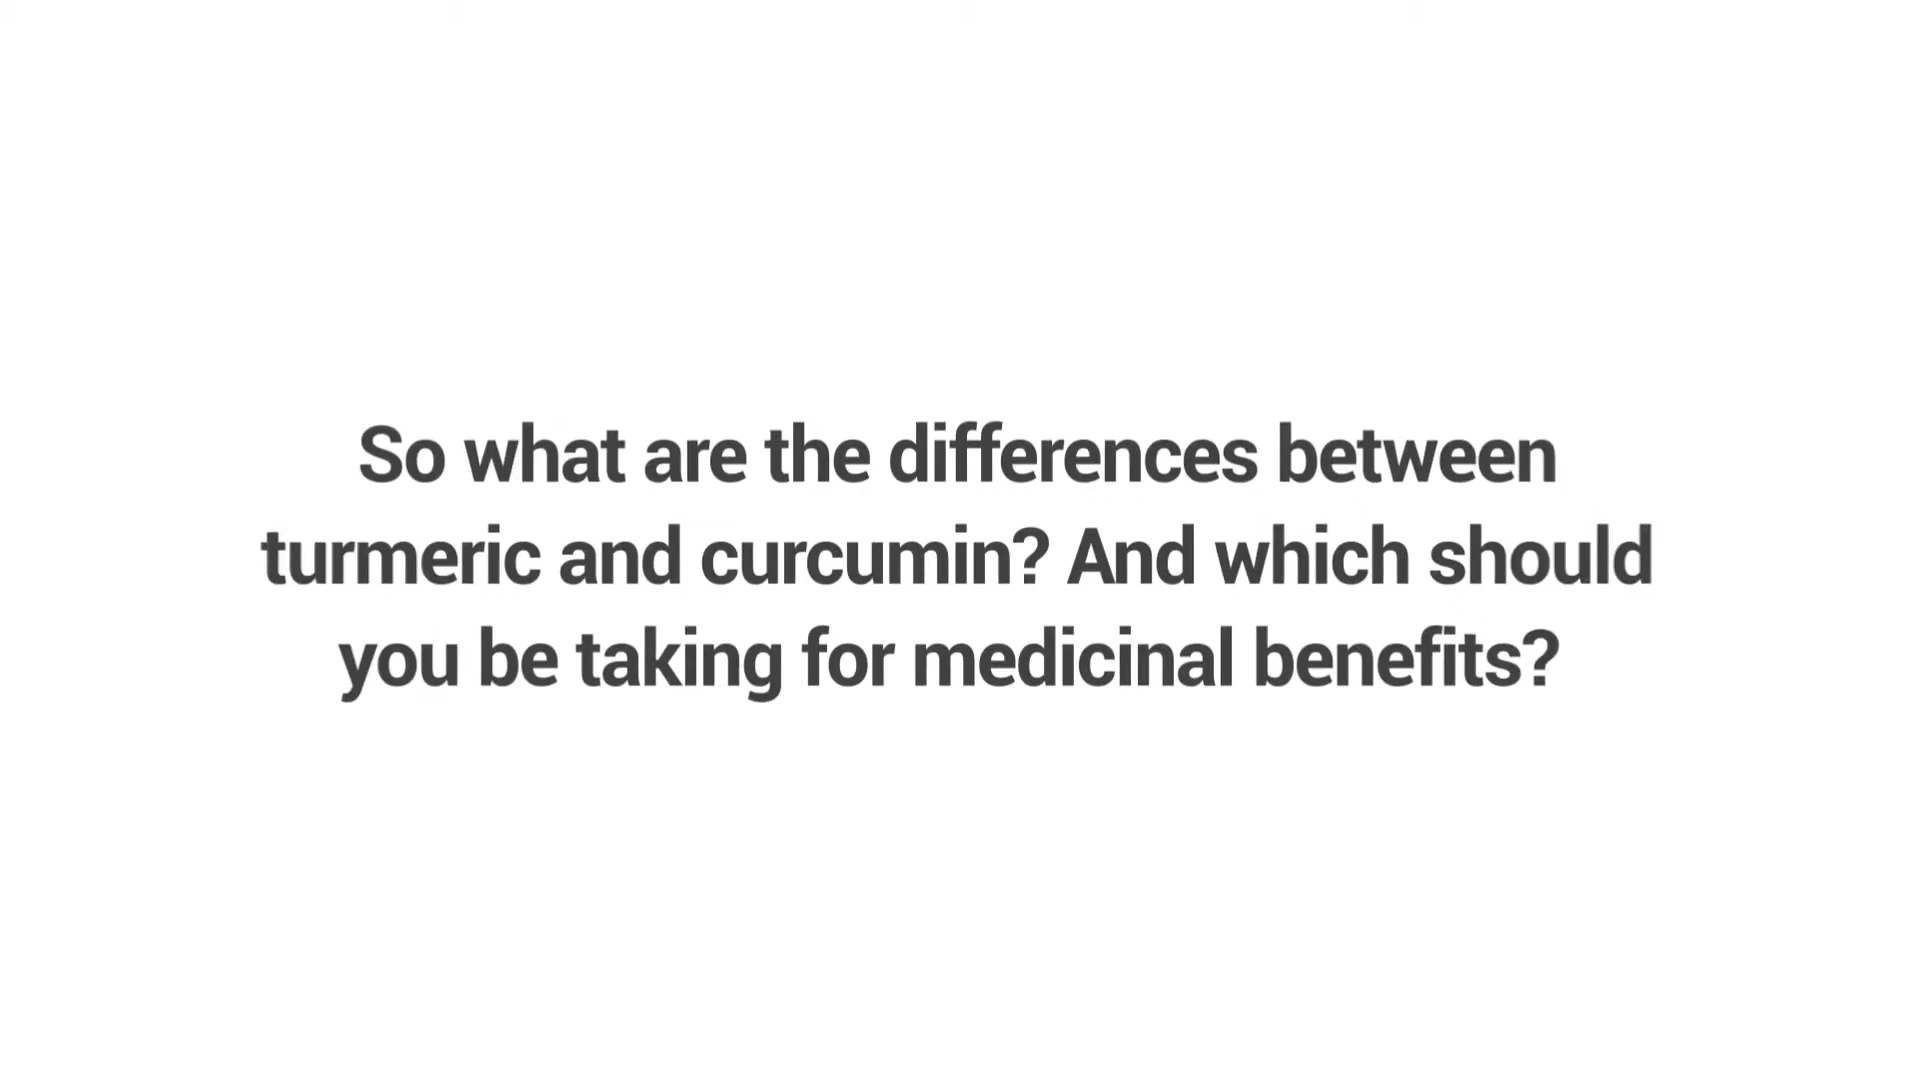 So what are the differences between
turmeric and curcumin? And which should
you be taking for medicinal benefits?